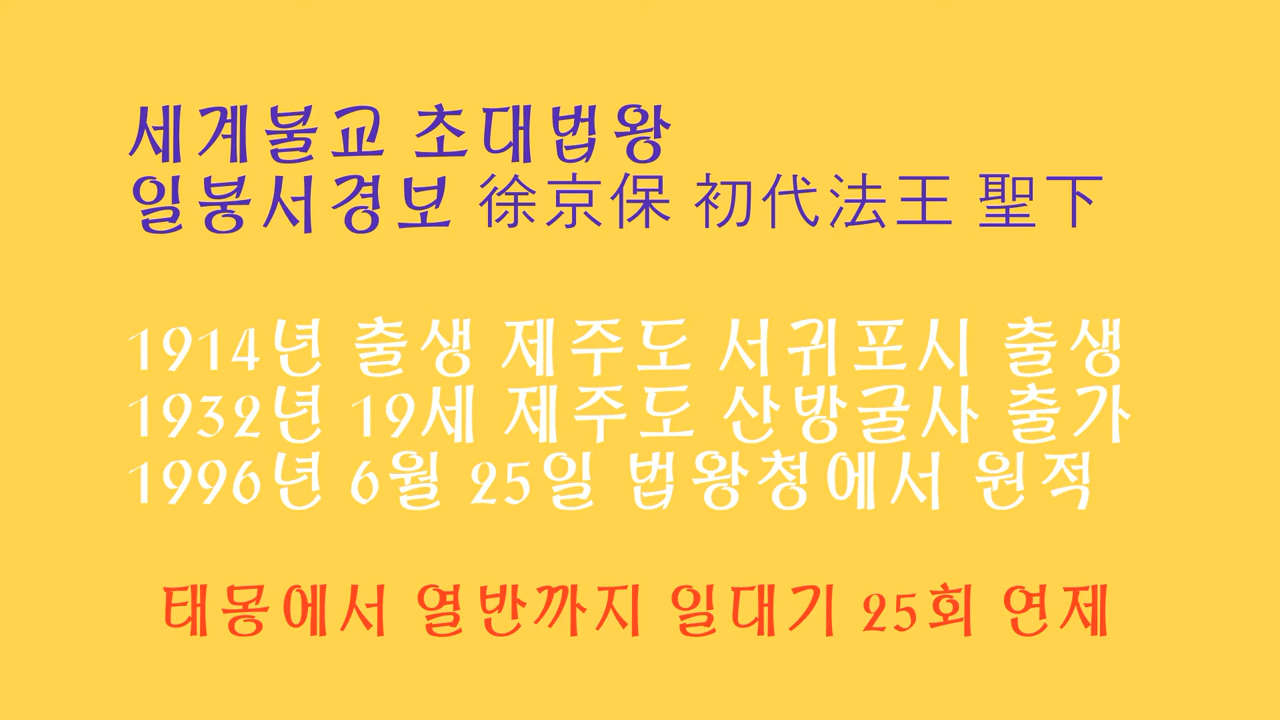 세계불교 초대법왕
일붕서경보 徐京保 初代法王 聖下
1914년 출생 제주도 서귀포시 출생
1932년 19세 제주도 산방굴사 출가
1996년 6월 25일 법왕청에서 원적
태몽에서 열반까지 일대기 25회 연제